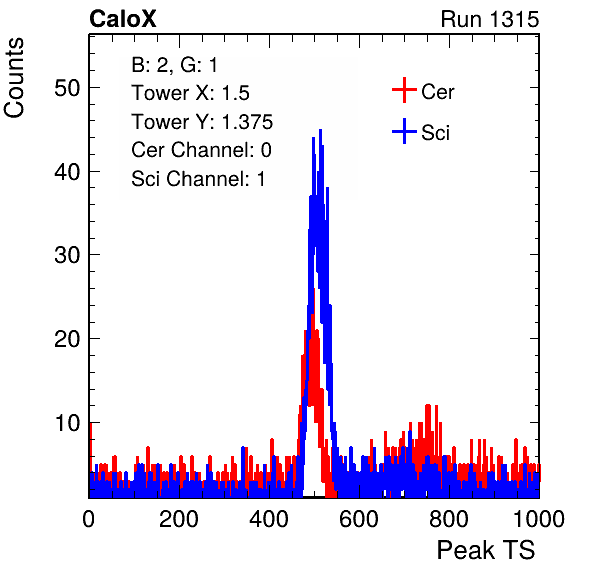 CaloX Run 1315
Counts
B: 2, G: 1
Tower X: 1.5
Tower Y: 1.375
Cer Channel: 0
Sci Channel: 1
Cer
Sci
50
40
30
20
10
0 200 400 600 800 1000
Peak TS